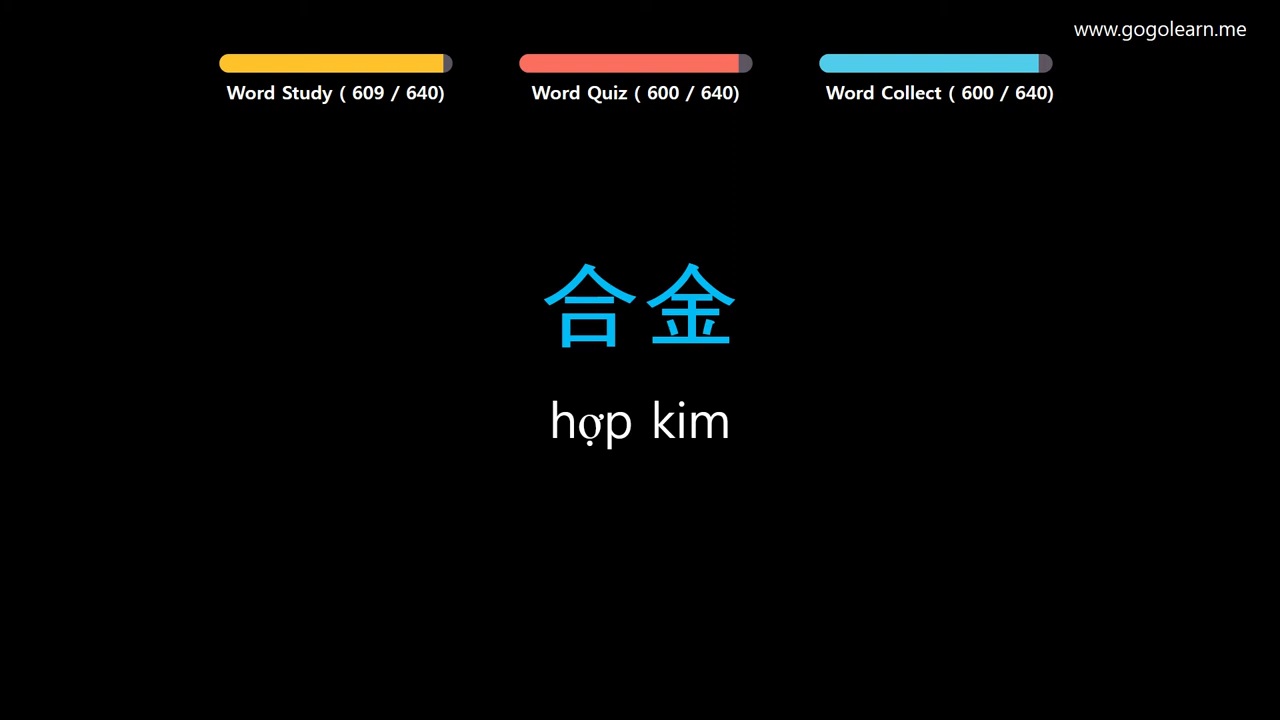 www.gogolearn.me
Word Study ( 609 / 640)
Word Quiz ( 600 / 640)
Word Collect ( 600 / 640)
合金
hợp kim